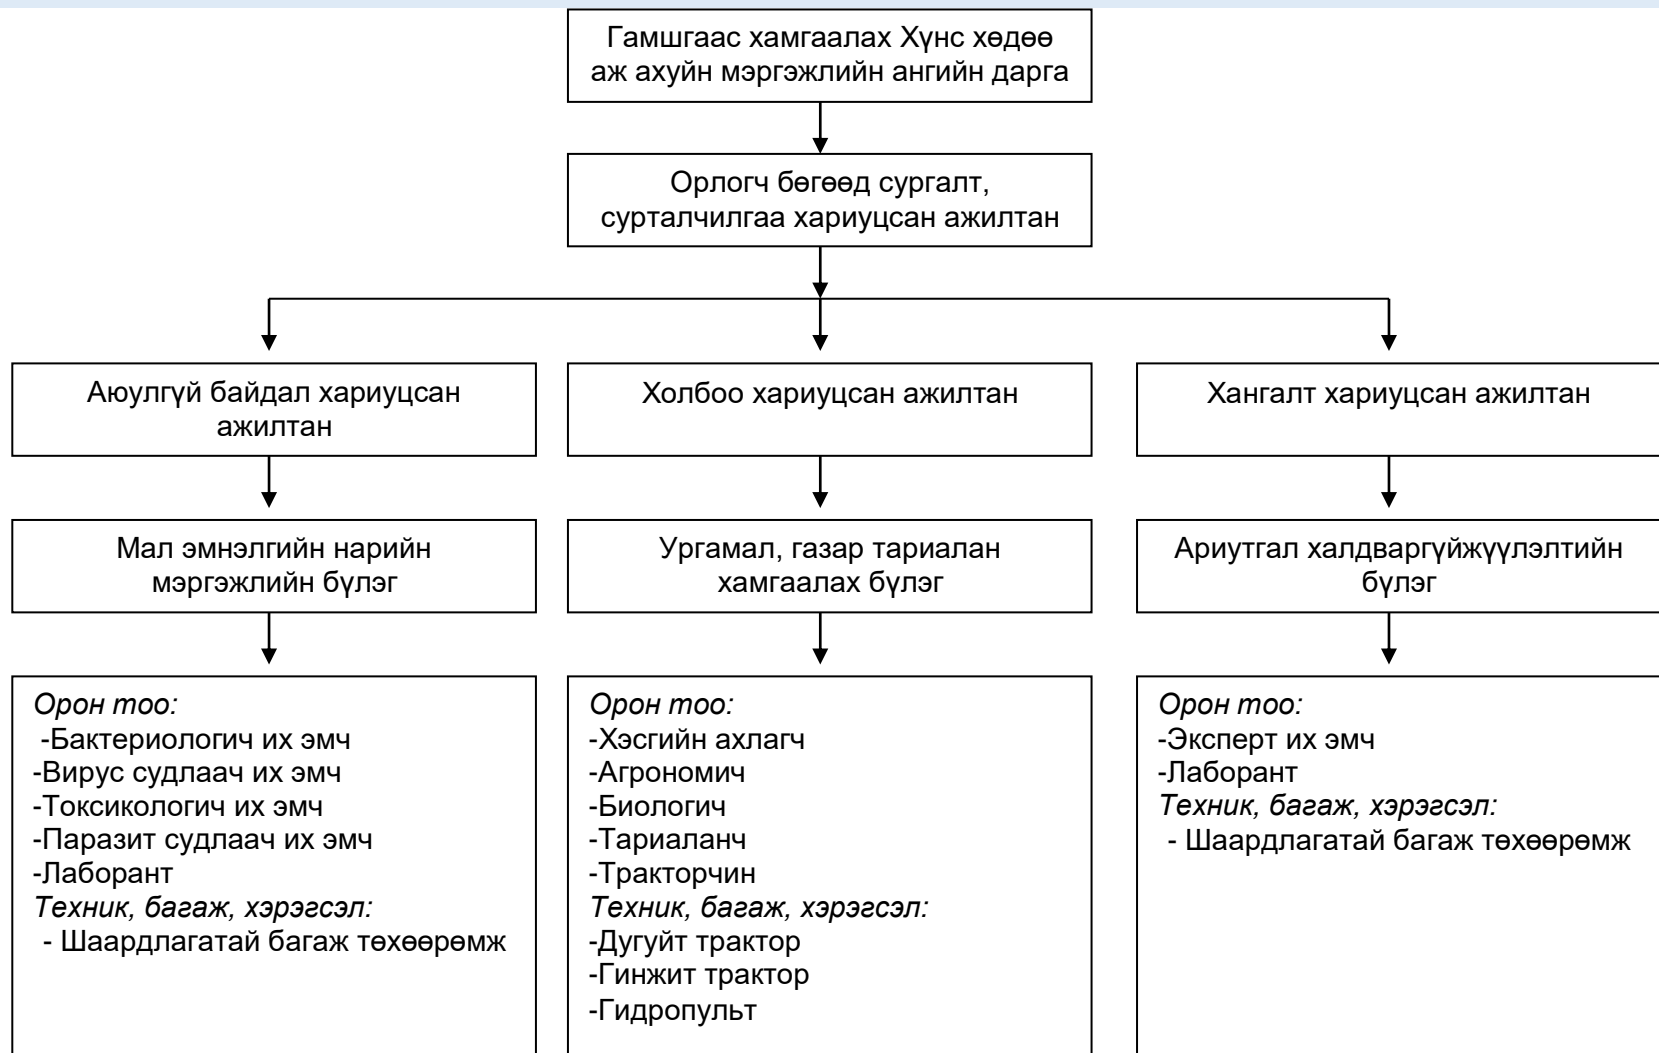 Гамшгаас хамгаалах Хүнс хөдөө
аж ахуйн мэргэжлийн ангийн дарга
Орлогч бөгөөд сургалт,
сурталчилгаа хариуцсан ажилтан
Аюулгүй байдал хариуцсан
ажилтан
Холбоо хариуцсан ажилтан
Хангалт хариуцсан ажилтан
Мал эмнэлгийн нарийн
мэргэжлийн бүлэг
Ургамал, газар тариалан
хамгаалах бүлэг
Ариутгал халдваргүйжүүлэлтийн
бүлэг
Орон тоо:
-Бактериологич их эмч
-Вирус судлаач их эмч
-Токсикологич их эмч
-Паразит судлаач их эмч
-Лаборант
Техник, багаж, хэрэгсэл:
- Шаардлагатай багаж төхөөрөмж
Орон тоо:
-Хэсгийн ахлагч
-Агрономич
-Биологич
-Тариаланч
-Тракторчин
Техник, багаж, хэрэгсэл:
-Дугуйт трактор
-Гинжит трактор
-Гидропульт
Орон тоо:
-Эксперт их эмч
-Лаборант
Техник, багаж, хэрэгсэл:
- Шаардлагатай багаж төхөөрөмж